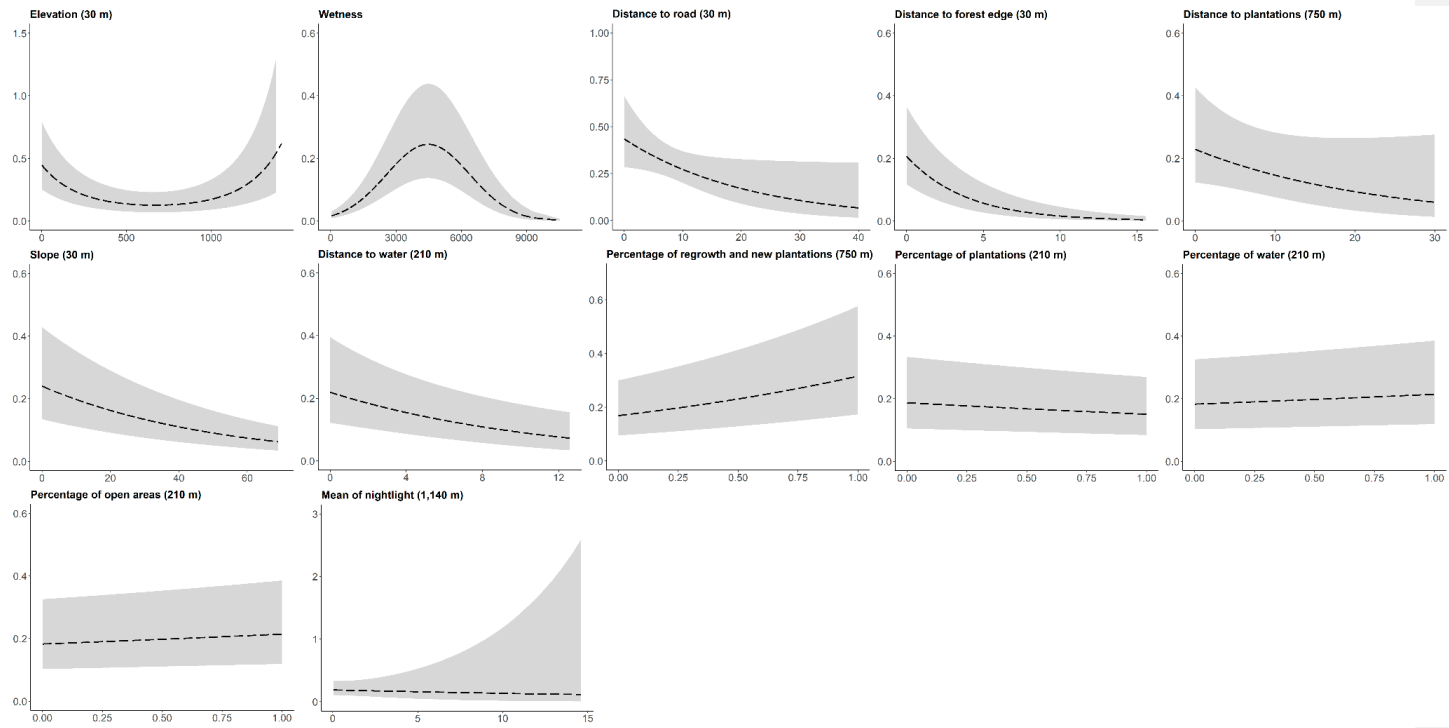 Elevation (30 m)
1.5
1.0
0.5
0.0
0 500 1000
Wetness
0.6
0.4
0.2
0.0
0 3000 6000 9000
Distance to road (30 m)
1.00
0.75
0.50
0.25
0.00
0 10 20 30 40
Distance to forest edge (30 m)
0.6
0.4
0.2
0.0
0 5 10 15
Distance to plantations (750 m)
0.6
0.4
0.2
0.0
0 10 20 30
Slope (30 m)
0.6
0.4
0.2
0.0
0 20 40 60
Distance to water (210 m)
0.6
0.4
0.2
0.0
0 4 8 12
Percentage of regrowth and new plantations (750 m)
0.6
0.4
0.2
0.0
0.00 0.25 0.50 0.75 1.00
Percentage of plantations (210 m)
0.6
0.4
0.2
0.0
0.00 0.25 0.50 0.75 1.00
Percentage of water (210 m)
0.6
0.4
0.2
0.0
0.00 0.25 0.50 0.75 1.00
Percentage of open areas (210 m)
0.6
0.4
0.2
0.0
0.00 0.25 0.50 0.75 1.00
Mean of nightlight (1,140 m)
3
2
1
0
0 5 10 15